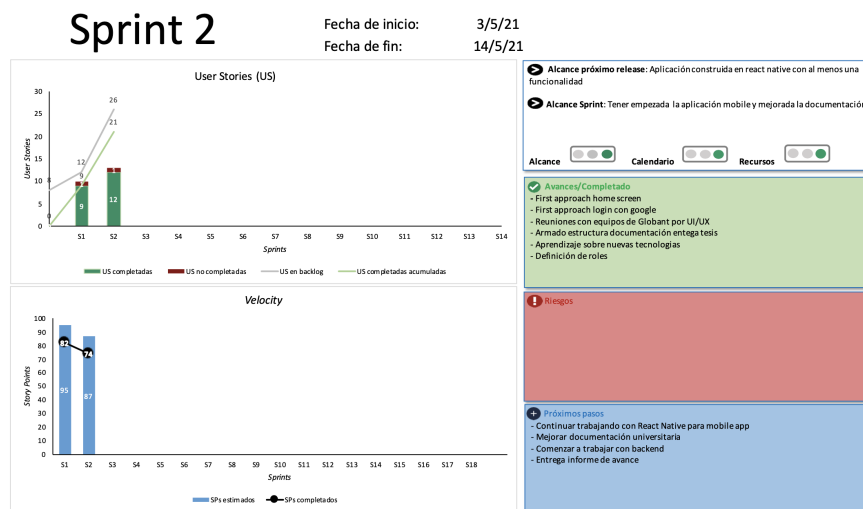 Sprint 2
Fecha de inicio: 3/5/21
Fecha de fin: 14/5/21
User Stories (US)
30
25
20
15
10
5
0
User Stories
8
0
12
9
26
21
1
9
1
12
S1 S2 S3 S4 S5 S6 S7 S8 S9 S10 S11 S12 S13 S14
Sprints
US completadas US no completadas US en backlog US completadas acumuladas
Alcance próximo release: Aplicación construida en react native con al menos una
funcionalidad
Alcance Sprint: Tener empezada la aplicación mobile y mejorada la documentación
Alcance Calendario Recursos
Avances/Completado
- First approach home screen
- First approach login con google
- Reuniones con equipos de Globant por UI/UX
- Armado estructura documentación entega tesis
- Aprendizaje sobre nuevas tecnologias
- Definición de roles
Velocity
100
90
80
70
60
50
40
30
20
10
0
Story Points
82
74
95
87
S1 S2 S3 S4 S5 S6 S7 S8 S9 S10 S11 S12 S13 S14 S15 S16 S17 S18
Sprints
SPs estimados SPs completados
Riesgos
Próximos pasos
- Continuar trabajando con React Native para mobile app
- Mejorar documentación universitaria
- Comenzar a trabajar con backend
- Entrega informe de avance